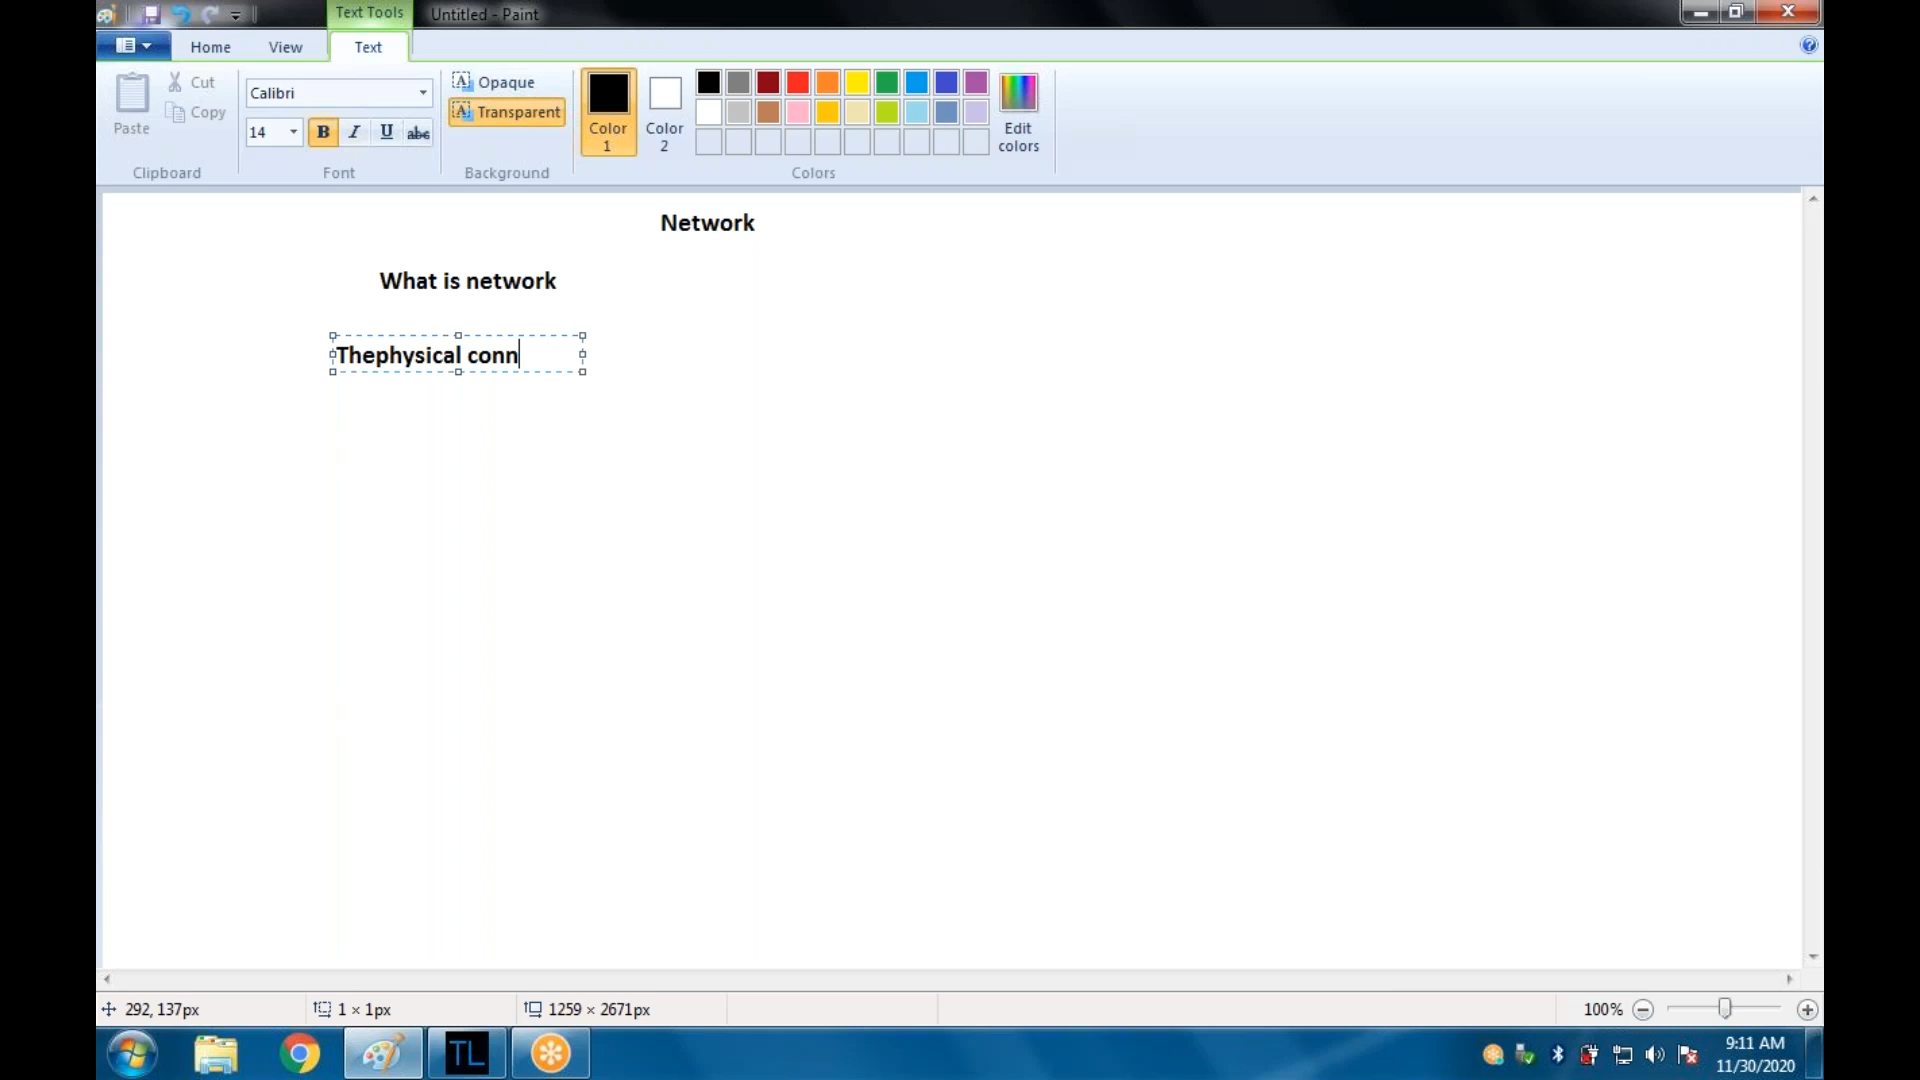 Text Tools
Untitled - Paint
Home View Text
Paste
Cut
Copy
Clipboard
Calibri
14 B I U abc
Font
Opaque
Transparent
Background
Color 1
Color 2
Colors
Edit colors
Network
What is network
Thephysical conn
292, 137px
1 × 1px
1259 × 2671px
100%
TL
9:11 AM
11/30/2020